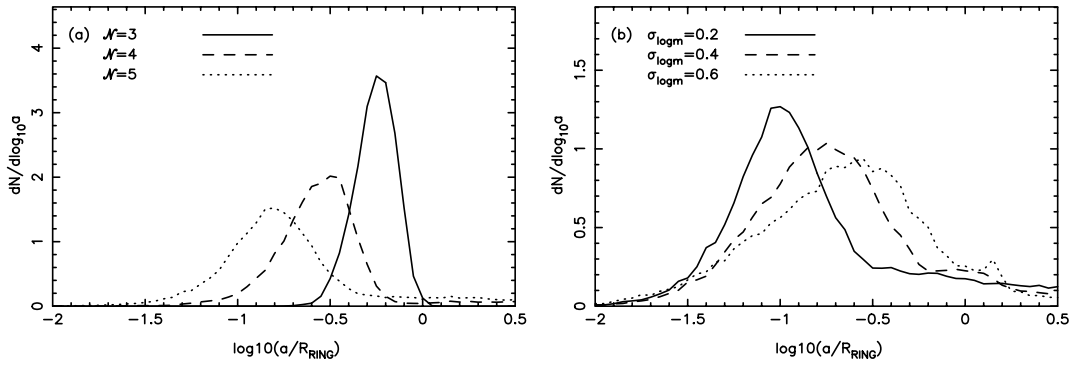 (a) 𝒩=3
𝒩=4
𝒩=5
4
3
2
1
0
dN/dlog10a
-2 -1.5 -1 -0.5 0 0.5
log10(a/RRING)
(b) σlogm=0.2
σlogm=0.4
σlogm=0.6
1.5
1
0.5
0
dN/dlog10a
-2 -1.5 -1 -0.5 0 0.5
log10(a/RRING)